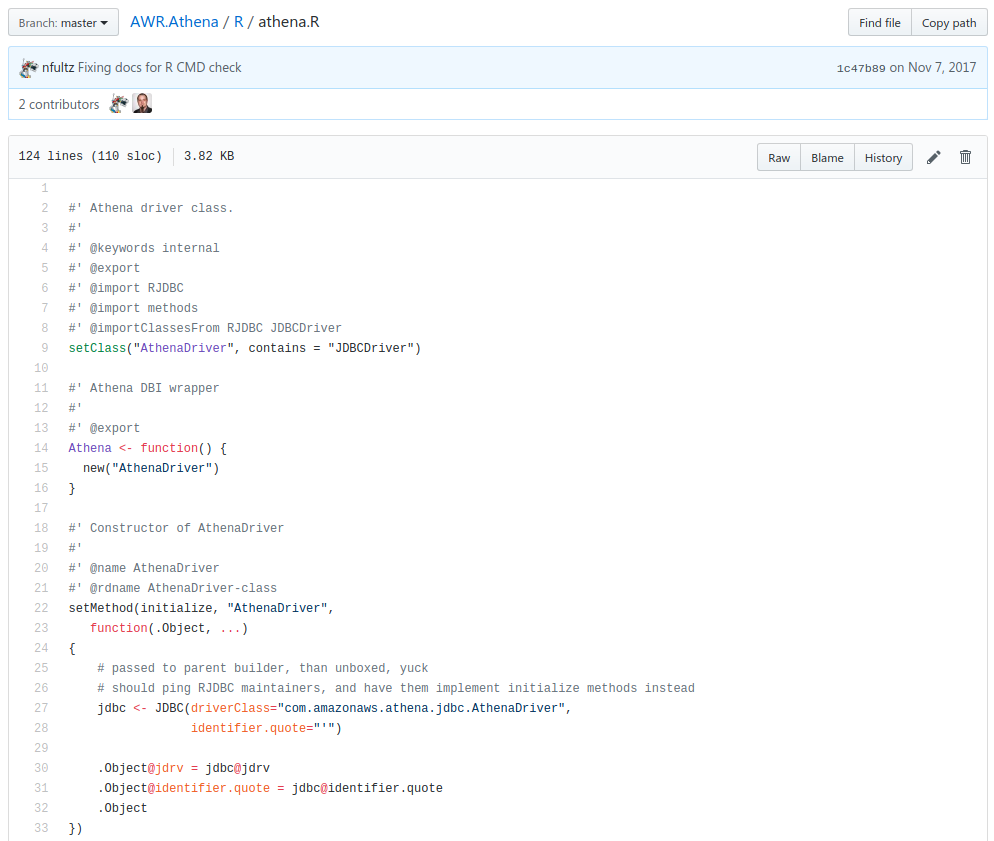 Branch: master AWR.Athena / R / athena.R Find file Copy path
nfultz Fixing docs for R CMD check 1c47b89 on Nov 7, 2017
2 contributors
124 lines (110 sloc) 3.82 KB Raw Blame History
1
2 #' Athena driver class.
3 #'
4 #' @keywords internal
5 #' @export
6 #' @import RJDBC
7 #' @import methods
8 #' @importClassesFrom RJDBC JDBCDriver
9 setClass("AthenaDriver", contains = "JDBCDriver")
10
11 #' Athena DBI wrapper
12 #'
13 #' @export
14 Athena <- function() {
15   new("AthenaDriver")
16 }
17
18 #' Constructor of AthenaDriver
19 #'
20 #' @name AthenaDriver
21 #' @rdname AthenaDriver-class
22 setMethod(initialize, "AthenaDriver",
23    function(.Object, ...)
24 {
25     # passed to parent builder, than unboxed, yuck
26     # should ping RJDBC maintainers, and have them implement initialize methods instead
27     jdbc <- JDBC(driverClass="com.amazonaws.athena.jdbc.AthenaDriver",
28                  identifier.quote="'")
29
30     .Object@jdrv = jdbc@jdrv
31     .Object@identifier.quote = jdbc@identifier.quote
32     .Object
33 })